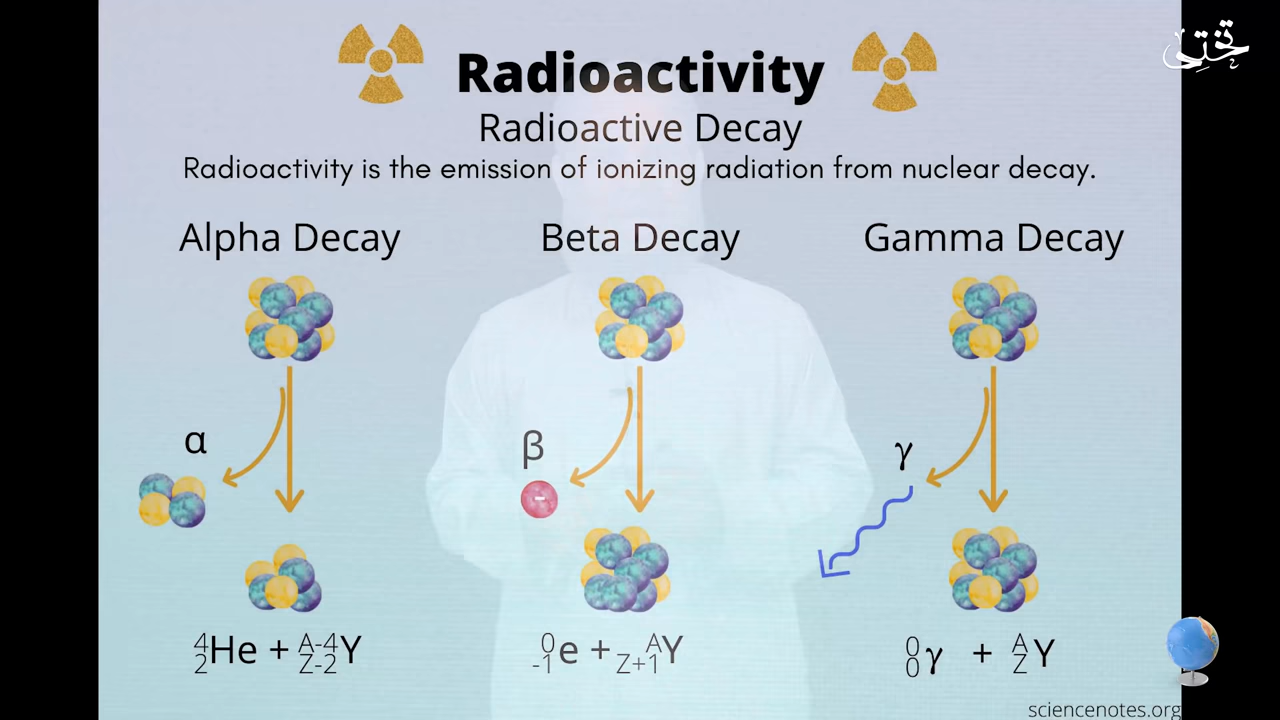 تختی
Radioactivity
Radioactive Decay
Radioactivity is the emission of ionizing radiation from nuclear decay.
Alpha Decay
Beta Decay
Gamma Decay
α
β
γ
-
⁴₂He + ᴬ⁻⁴Z₋₂Y
⁰₋₁e + ᴬZ₊₁Y
⁰₀γ + ᴬZY
sciencenotes.org